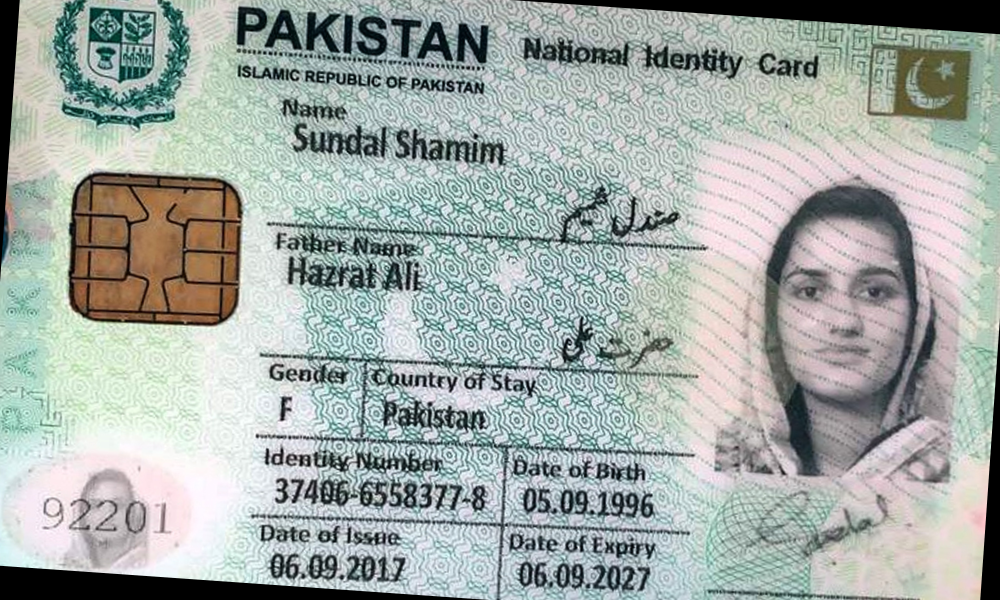 PAKISTAN
National Identity Card
ISLAMIC REPUBLIC OF PAKISTAN
Name
Sundal Shamim
صندل شمیم
Father Name
Hazrat Ali
حضرت علی
Gender
Country of Stay
F
Pakistan
Identity Number
Date of Birth
37406-6558377-8
05.09.1996
Date of Issue
Date of Expiry
06.09.2017
06.09.2027
92201